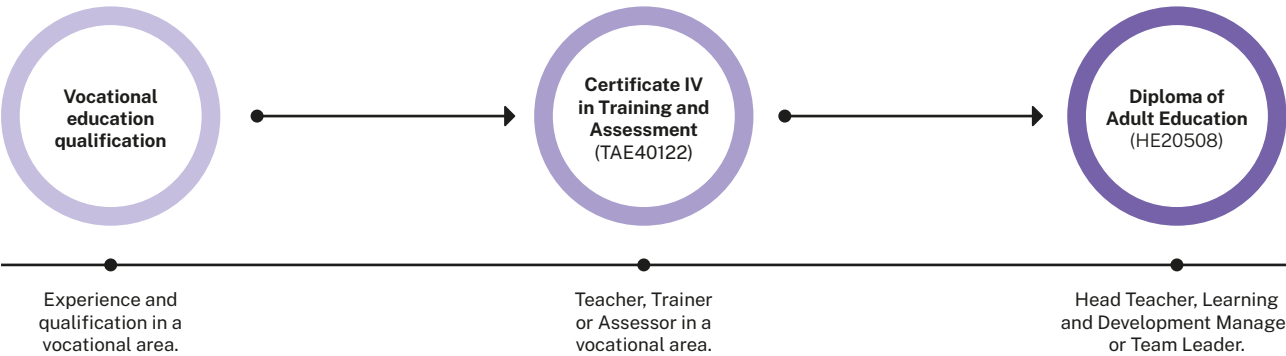 Vocational
education
qualification
Certificate IV
in Training and
Assessment
(TAE40122)
Diploma of
Adult Education
(HE20508)
Experience and
qualification in a
vocational area.
Teacher, Trainer
or Assessor in a
vocational area.
Head Teacher, Learning
and Development Manage
or Team Leader.